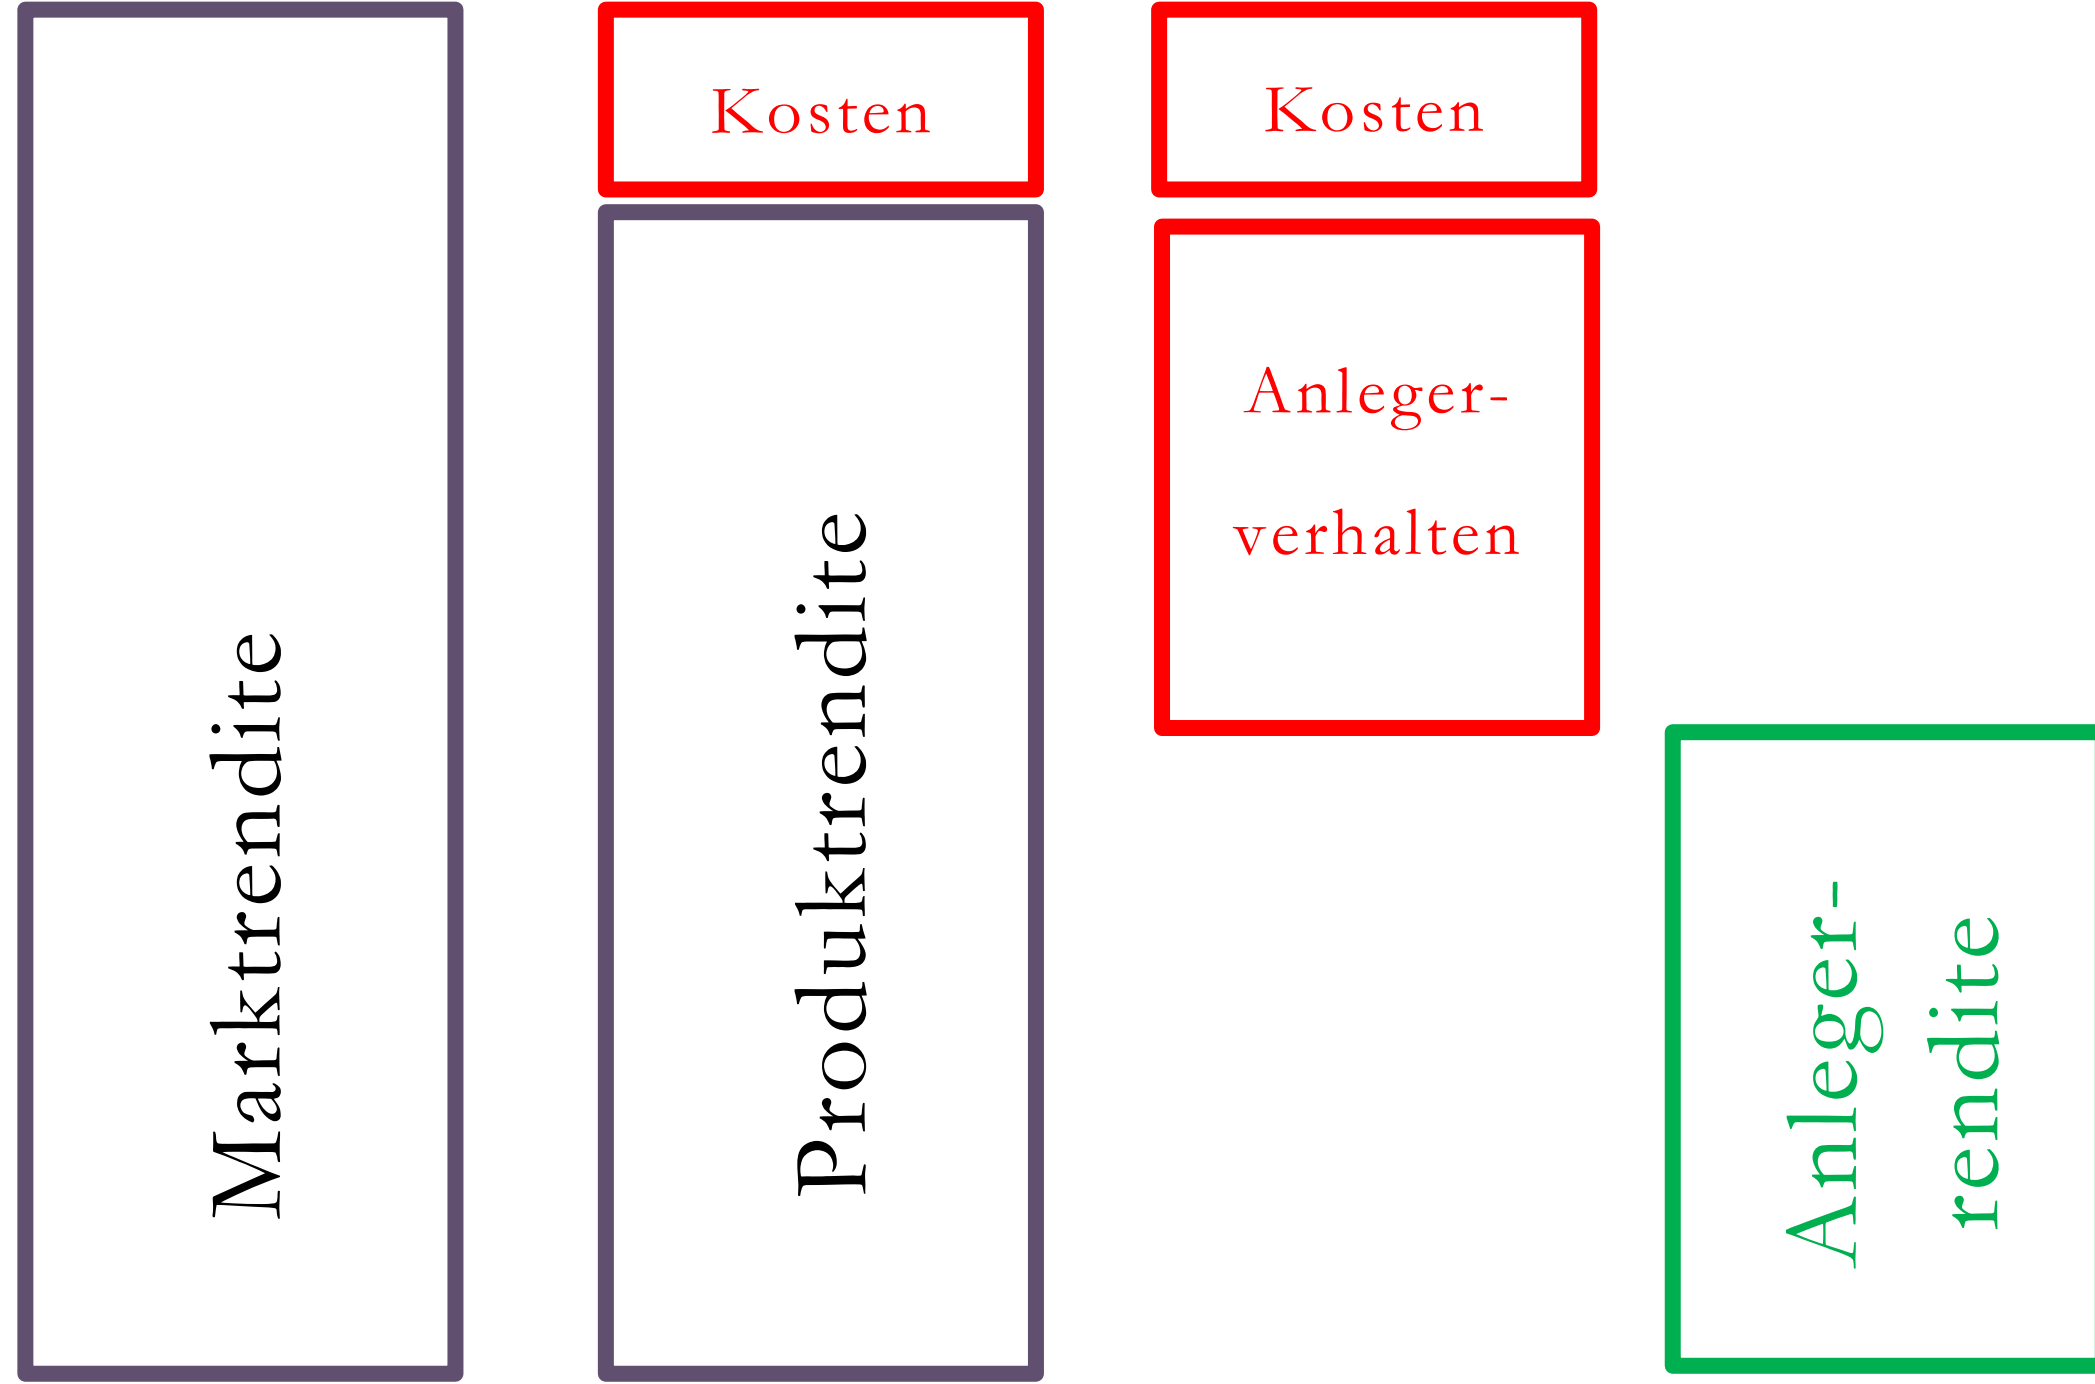 Marktrendite
Kosten
Produktrendite
Kosten
Anleger-
verhalten
Anleger-
rendite